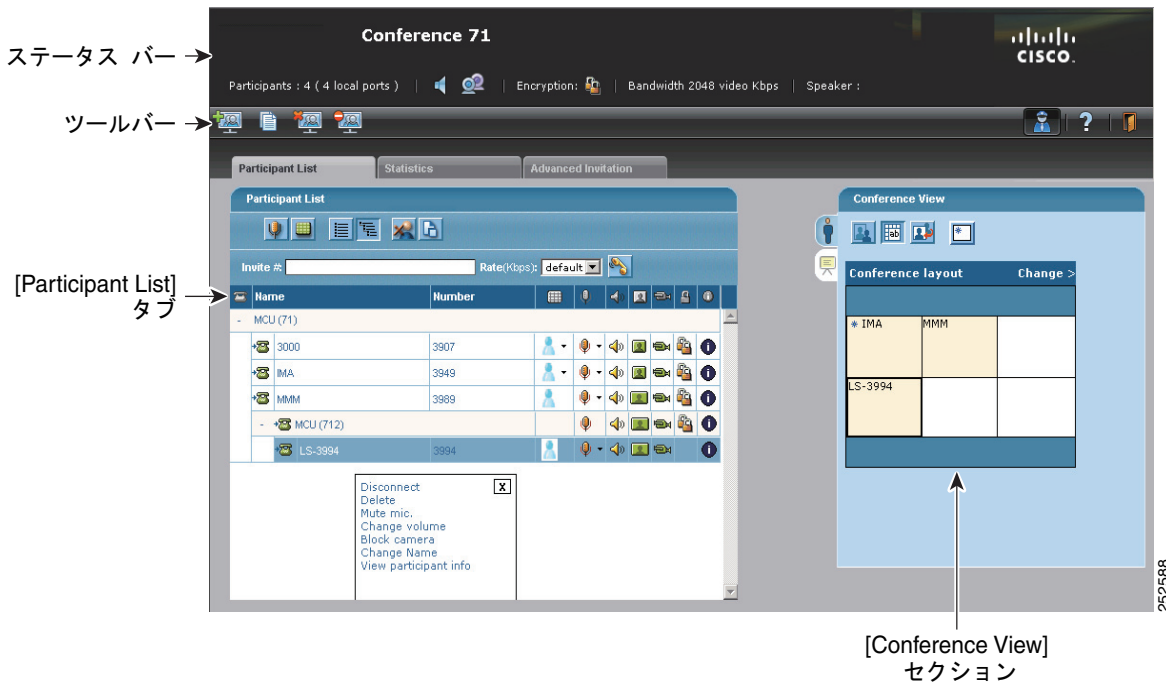 Conference 71
CISCO.
ステータス バー
Participants : 4 ( 4 local ports ) | | Encryption: | Bandwidth 2048 video Kbps | Speaker :
ツールバー
?
Participant List Statistics Advanced Invitation
Participant List
Conference View
ab
Invite #: Rate(Kbps): default
[Participant List]
タブ
Name Number
Conference layout Change >
- MCU (71)
3000 3907
IMA 3949
MMM 3989
- MCU (712)
LS-3994 3994
* IMA MMM
LS-3994
Disconnect X
Delete
Mute mic.
Change volume
Block camera
Change Name
View participant info
252588
[Conference View]
セクション